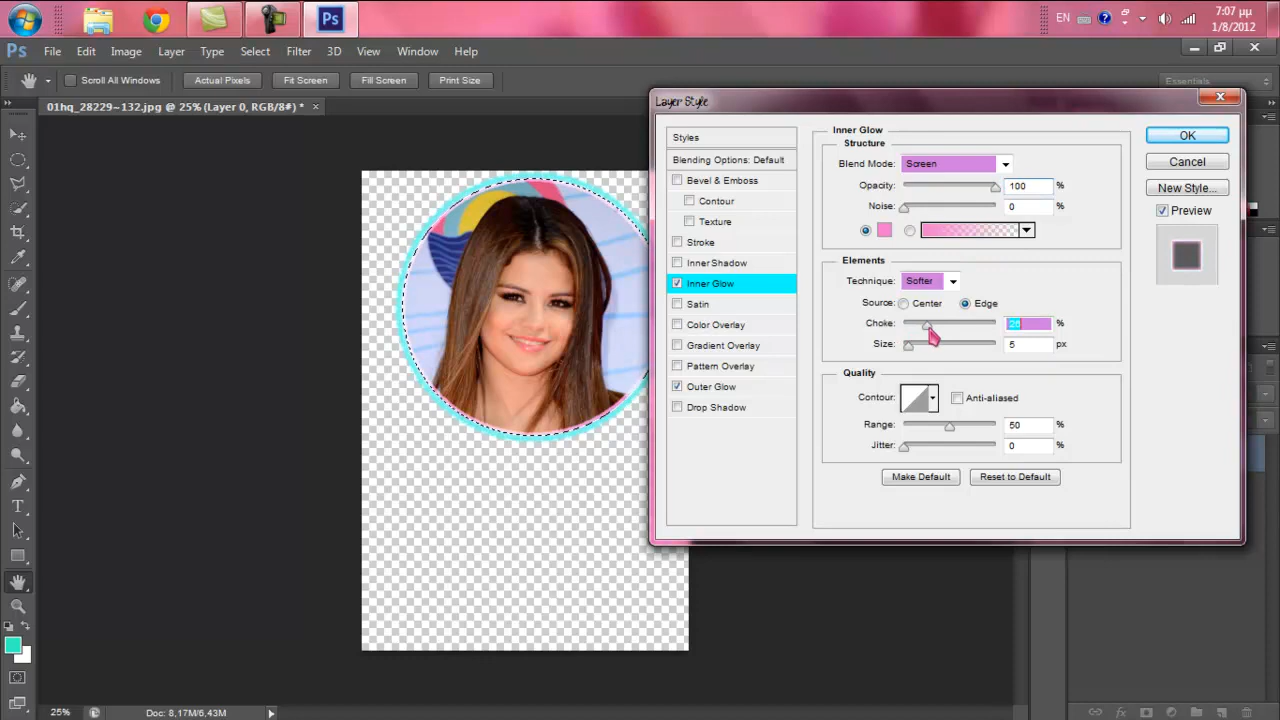 EN
7:07 μμ
1/8/2012
Ps
Ps File Edit Image Layer Type Select Filter 3D View Window Help
Scroll All Windows Actual Pixels Fit Screen Fill Screen Print Size Essentials
01hq_28229~132.jpg @ 25% (Layer 0, RGB/8#) * ×
Layer Style
Styles
Blending Options: Default
Bevel & Emboss
Contour
Texture
Stroke
Inner Shadow
Inner Glow
Satin
Color Overlay
Gradient Overlay
Pattern Overlay
Outer Glow
Drop Shadow
Inner Glow
Structure
Blend Mode: Screen
Opacity: 100 %
Noise: 0 %
Elements
Technique: Softer
Source: Center Edge
Choke: 26 %
Size: 5 px
Quality
Contour: Anti-aliased
Range: 50 %
Jitter: 0 %
Make Default Reset to Default
OK
Cancel
New Style...
Preview
25% Doc: 8,17M/6,43M
fx